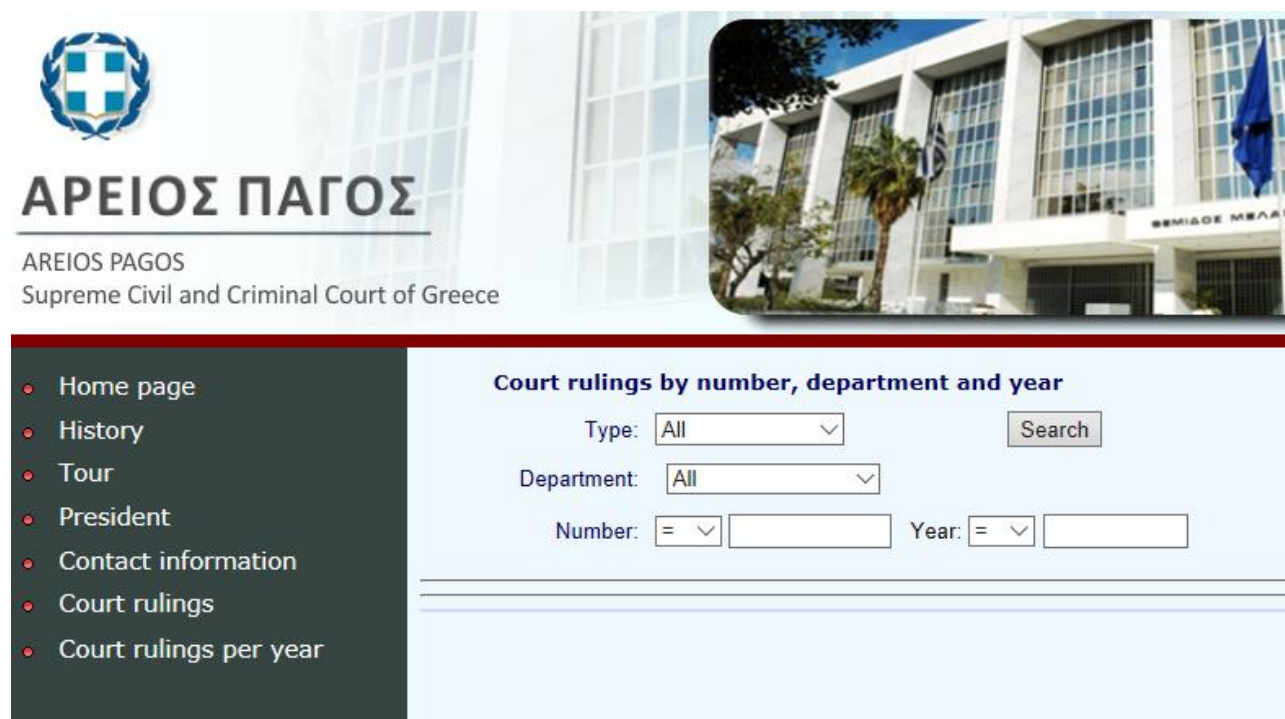 ΑΡΕΙΟΣ ΠΑΓΟΣ
AREIOS PAGOS
Supreme Civil and Criminal Court of Greece
ΘΕΜΙΔΟΣ ΜΕΛΑ
Home page
History
Tour
President
Contact information
Court rulings
Court rulings per year
Court rulings by number, department and year
Type: All Search
Department: All
Number: = Year: =